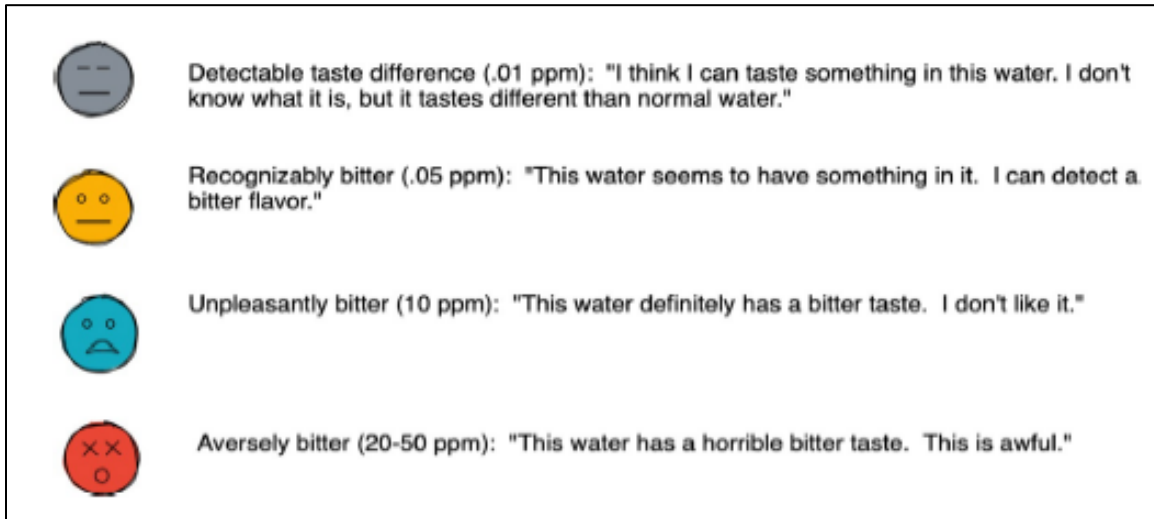 Detectable taste difference (.01 ppm):  "I think I can taste something in this water. I don't
know what it is, but it tastes different than normal water."
Recognizably bitter (.05 ppm):  "This water seems to have something in it.  I can detect a
bitter flavor."
Unpleasantly bitter (10 ppm):  "This water definitely has a bitter taste.  I don't like it."
Aversely bitter (20-50 ppm):  "This water has a horrible bitter taste.  This is awful."